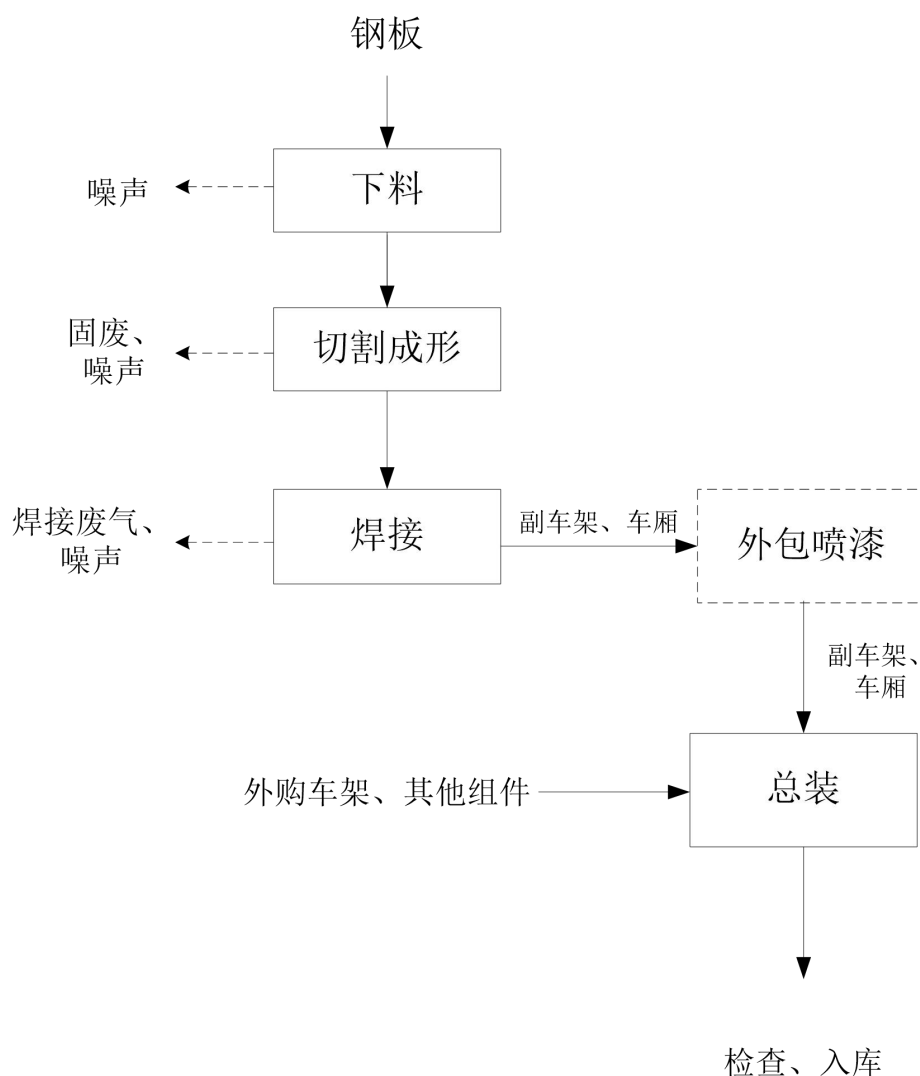 钢板
噪声
下料
固废、
噪声
切割成形
焊接废气、
噪声
焊接
副车架、车厢
外包喷漆
副车架、
车厢
外购车架、其他组件
总装
检查、入库